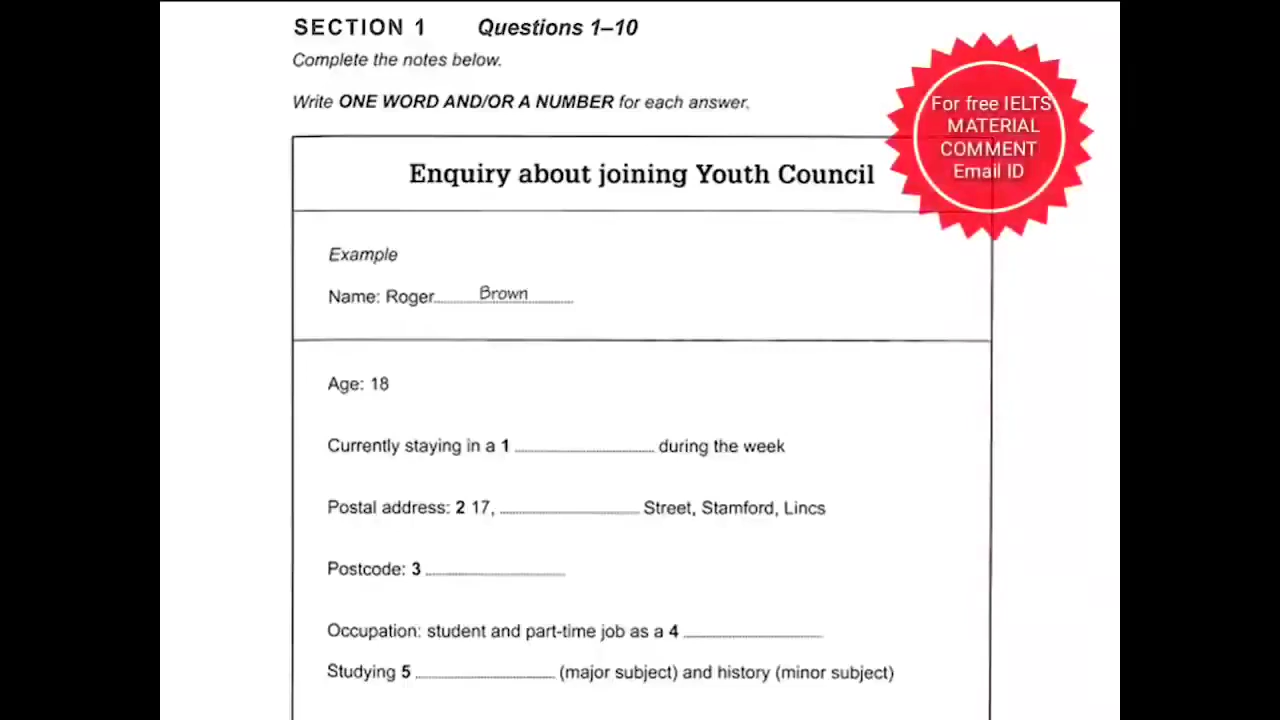 SECTION 1 Questions 1–10
Complete the notes below.
Write ONE WORD AND/OR A NUMBER for each answer.
For free IELTS
MATERIAL
COMMENT
Email ID
Enquiry about joining Youth Council
Example
Name: Roger Brown
Age: 18
Currently staying in a 1 during the week
Postal address: 2 17, Street, Stamford, Lincs
Postcode: 3
Occupation: student and part-time job as a 4
Studying 5 (major subject) and history (minor subject)